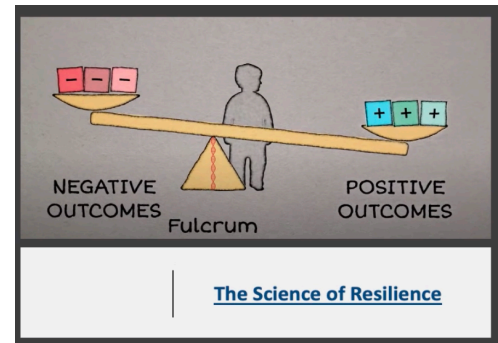 − − −
+ + +
NEGATIVE
OUTCOMES
POSITIVE
OUTCOMES
Fulcrum
The Science of Resilience